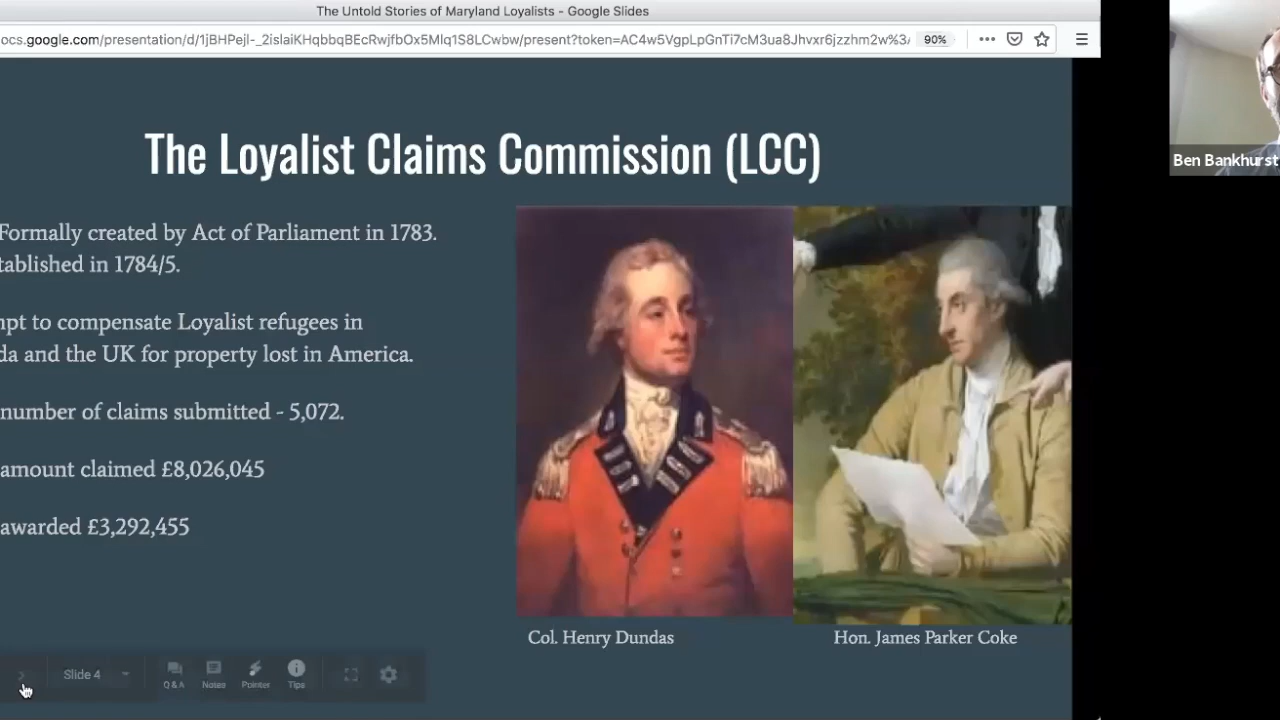 The Untold Stories of Maryland Loyalists - Google Slides
ocs.google.com/presentation/d/1jBHPejI-_2islaiKHqbbqBEcRwjfbOx5Mlq1S8LCwbw/present?token=AC4w5VgpLpGnTi7cM3ua8Jhvxr6jzzhm2w%3
90%
Ben Bankhurst
The Loyalist Claims Commission (LCC)
Formally created by Act of Parliament in 1783.
tablished in 1784/5.
npt to compensate Loyalist refugees in
da and the UK for property lost in America.
number of claims submitted - 5,072.
amount claimed £8,026,045
awarded £3,292,455
Col. Henry Dundas
Hon. James Parker Coke
Slide 4
Q & A
Notes
Pointer
Tips